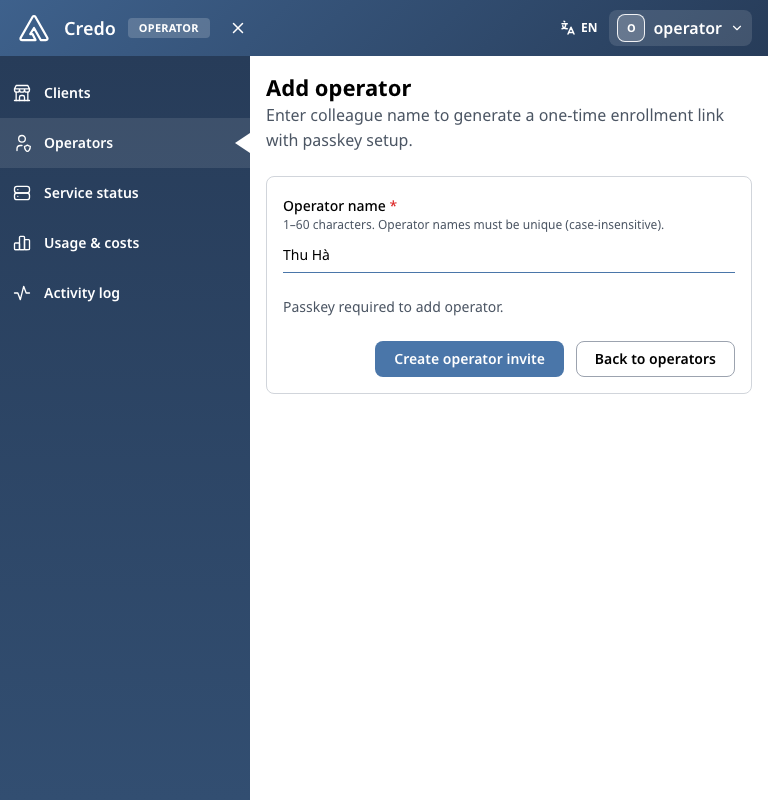 Credo
OPERATOR
EN
O
operator
Clients
Operators
Service status
Usage & costs
Activity log
Add operator
Enter colleague name to generate a one-time enrollment link
with passkey setup.
Operator name *
1–60 characters. Operator names must be unique (case-insensitive).
Thu Hà
Passkey required to add operator.
Create operator invite
Back to operators